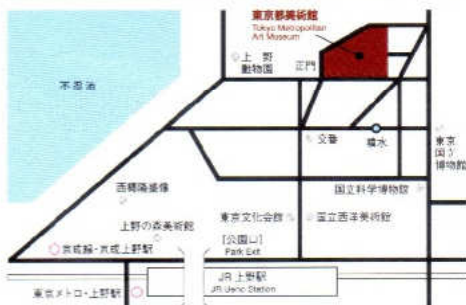 東京都美術館
Tokyo Metropolitan
Art Museum
上 野
動物園
正門
不忍池
交番
噴水
東京
国立
博物館
西郷隆盛像
国立科学博物館
上野の森美術館
東京文化会館
国立西洋美術館
[公園口]
Park Exit
京成線・京成上野駅
JR 上野駅
JR Ueno Station
東京メトロ・上野駅